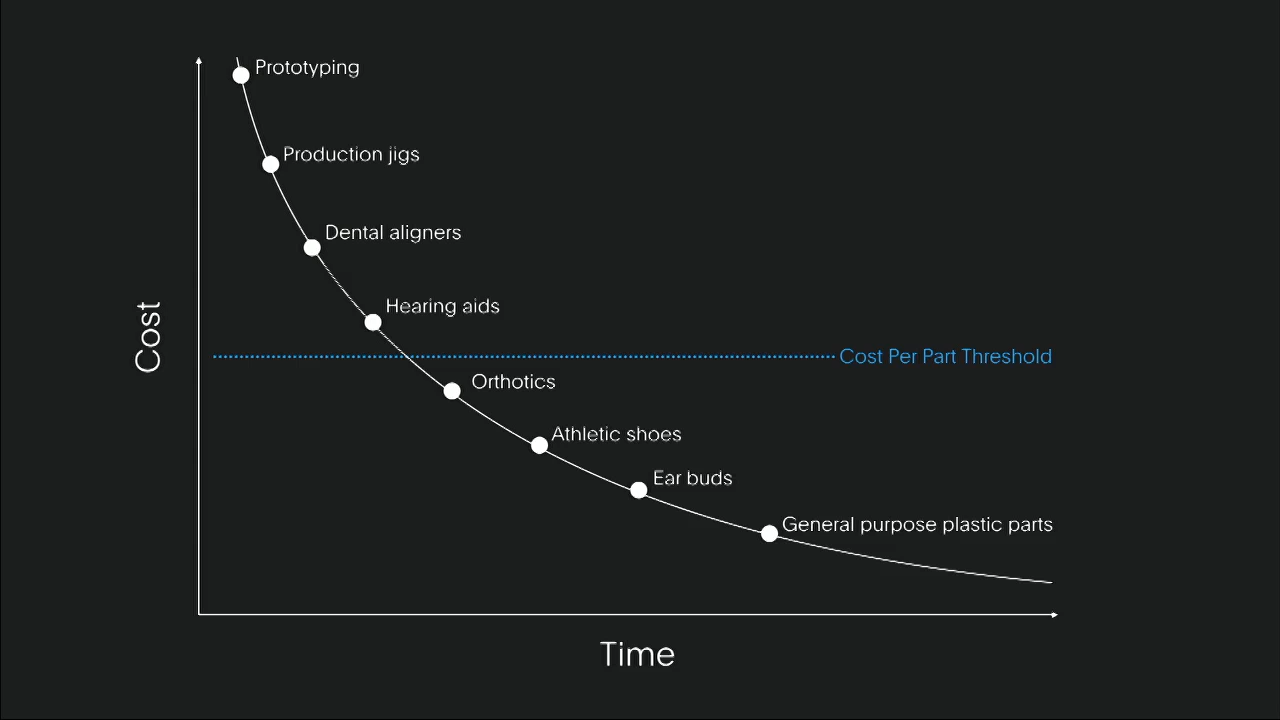 Prototyping
Production jigs
Dental aligners
Hearing aids
Cost
Cost Per Part Threshold
Orthotics
Athletic shoes
Ear buds
General purpose plastic parts
Time